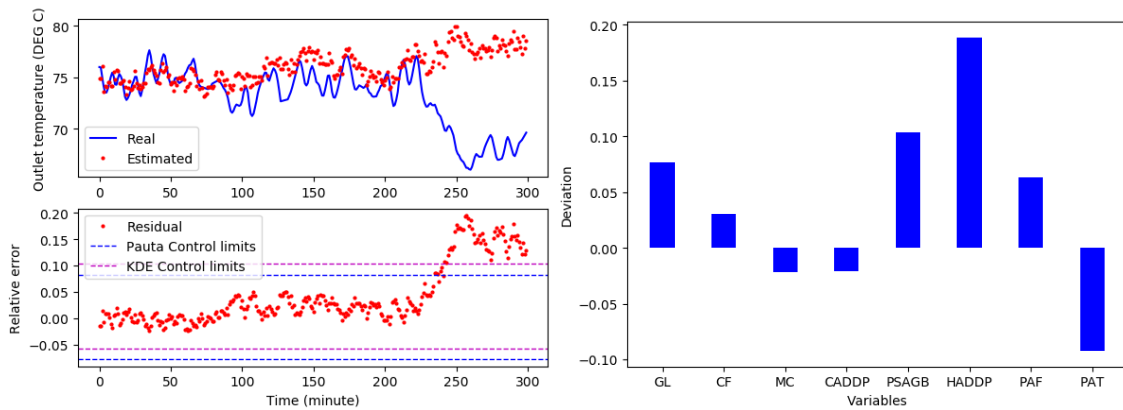 Outlet temperature (DEG C)
80
75
70
Real
Estimated
0
50
100
150
200
250
300
Relative error
0.20
0.15
0.10
0.05
0.00
−0.05
Residual
Pauta Control limits
KDE Control limits
0
50
100
150
200
250
300
Time (minute)
Deviation
0.20
0.15
0.10
0.05
0.00
−0.05
−0.10
GL
CF
MC
CADDP
PSAGB
HADDP
PAF
PAT
Variables